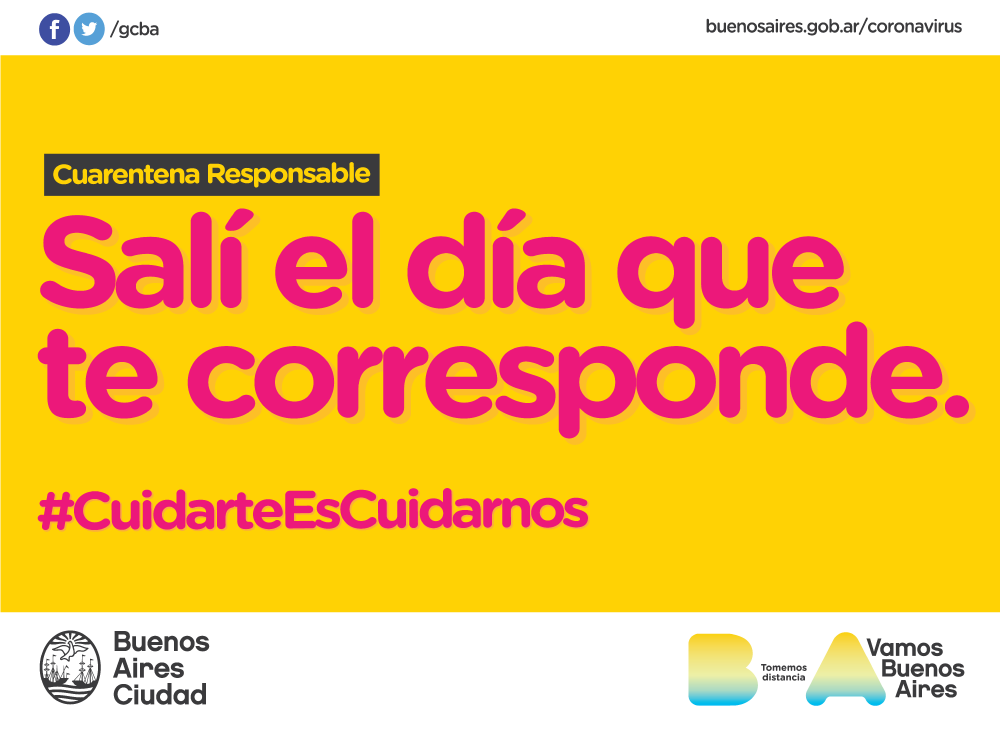 /gcba
buenosaires.gob.ar/coronavirus
Cuarentena Responsable
Salí el día que
te corresponde.
#CuidarteEsCuidarnos
Buenos
Aires
Ciudad
B
Tomemos
distancia
A
Vamos
Buenos
Aires